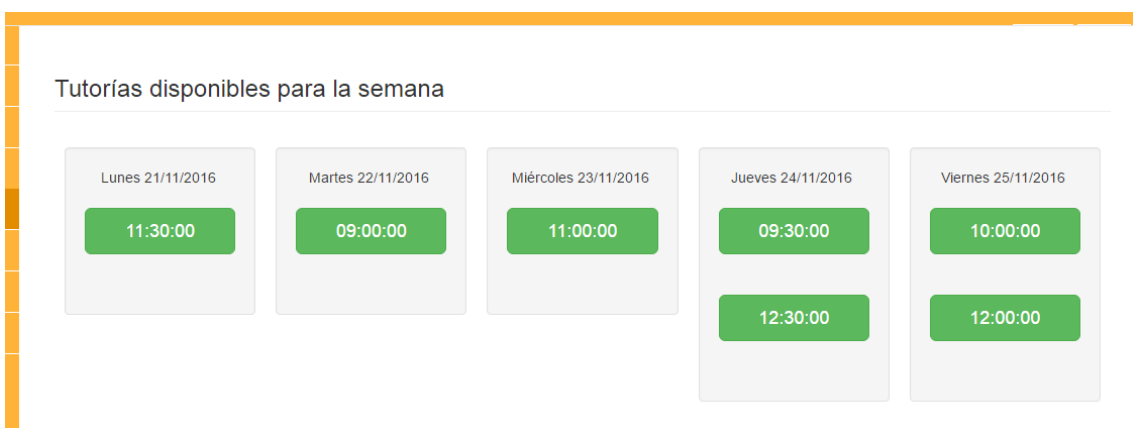 Tutorías disponibles para la semana
Lunes 21/11/2016
11:30:00
Martes 22/11/2016
09:00:00
Miércoles 23/11/2016
11:00:00
Jueves 24/11/2016
09:30:00
12:30:00
Viernes 25/11/2016
10:00:00
12:00:00